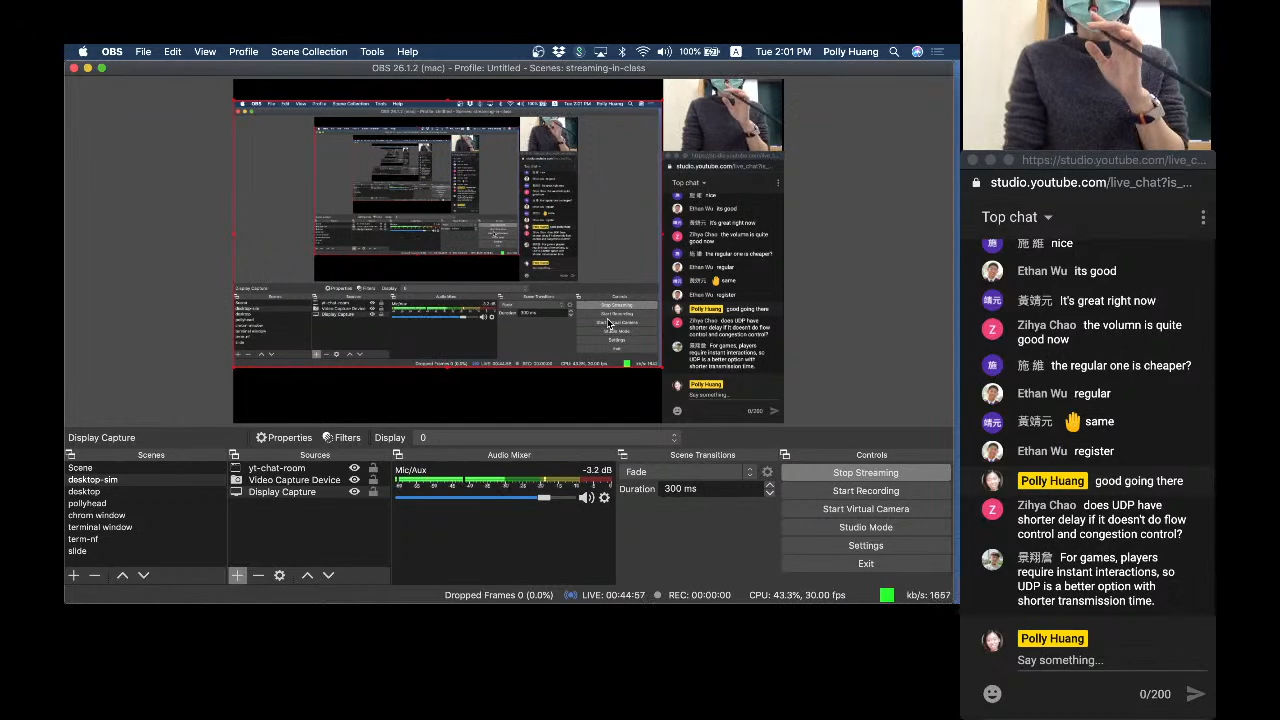 OBS File Edit View Profile Scene Collection Tools Help 100% A Tue 2:01 PM Polly Huang
OBS 26.1.2 (mac) - Profile: Untitled - Scenes: streaming-in-class
Display Capture Properties Filters Display 0
Scenes
Scene
desktop-sim
desktop
pollyhead
chrom window
terminal window
term-nf
slide
Sources
yt-chat-room
Video Capture Device
Display Capture
Audio Mixer
Mic/Aux -3.2 dB
Scene Transitions
Fade
Duration 300 ms
Controls
Stop Streaming
Start Recording
Start Virtual Camera
Studio Mode
Settings
Exit
Dropped Frames 0 (0.0%) LIVE: 00:44:57 REC: 00:00:00 CPU: 43.3%, 30.00 fps kb/s: 1657
https://studio.youtube.com/live_c...
studio.youtube.com/live_chat?is_...
Top chat
施 施 維 nice
Ethan Wu its good
靖元 黃靖元 It's great right now
Z Zihya Chao the volumn is quite
good now
施 施 維 the regular one is cheaper?
Ethan Wu regular
靖元 黃靖元 same
Ethan Wu register
Polly Huang good going there
Z Zihya Chao does UDP have
shorter delay if it doesn't do flow
control and congestion control?
景翔詹 For games, players
require instant interactions, so
UDP is a better option with
shorter transmission time.
Polly Huang
Say something...
0/200